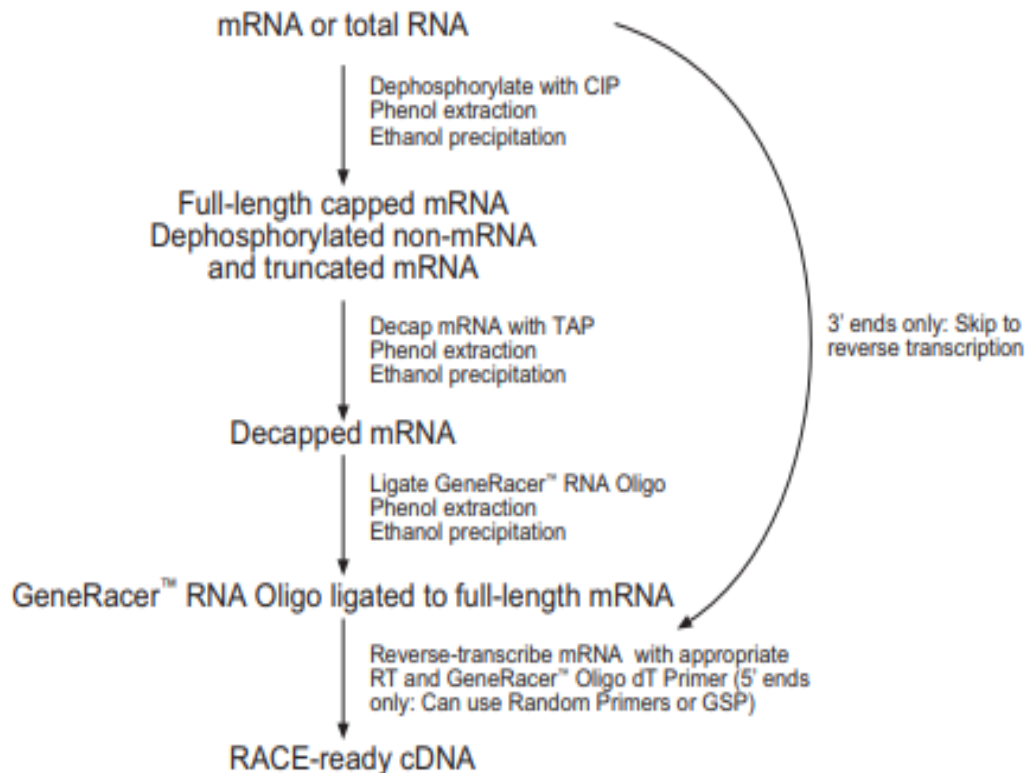 mRNA or total RNA
Dephosphorylate with CIP
Phenol extraction
Ethanol precipitation
Full-length capped mRNA
Dephosphorylated non-mRNA
and truncated mRNA
Decap mRNA with TAP
Phenol extraction
Ethanol precipitation
3' ends only: Skip to
reverse transcription
Decapped mRNA
Ligate GeneRacer™ RNA Oligo
Phenol extraction
Ethanol precipitation
GeneRacer™ RNA Oligo ligated to full-length mRNA
Reverse-transcribe mRNA with appropriate
RT and GeneRacer™ Oligo dT Primer (5' ends
only: Can use Random Primers or GSP)
RACE-ready cDNA